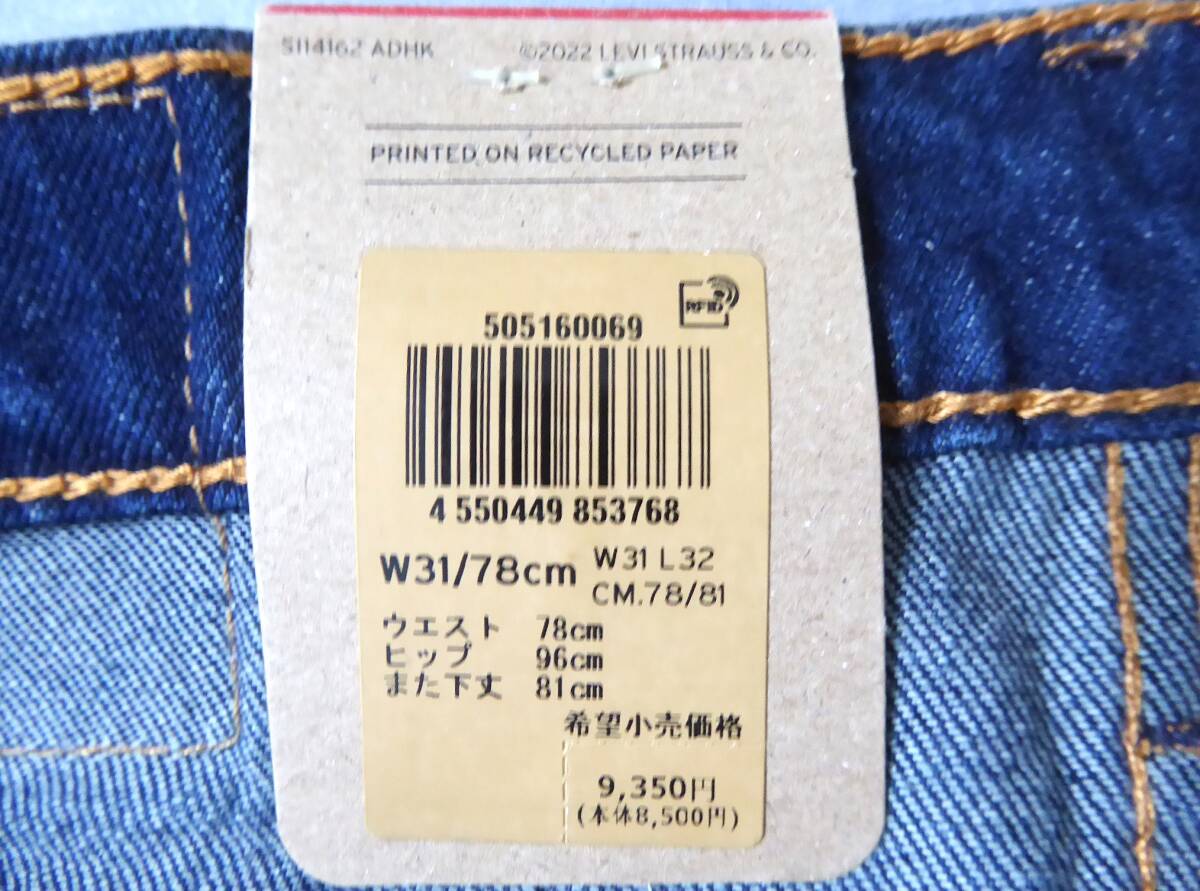 S114162 ADHK ©2022 LEVI STRAUSS & CO.
PRINTED ON RECYCLED PAPER
RFID
505160069
4 550449 853768
W31/78cm W31 L32
CM.78/81
ウエスト 78cm
ヒップ 96cm
また下丈 81cm
希望小売価格
9,350円
(本体8,500円)